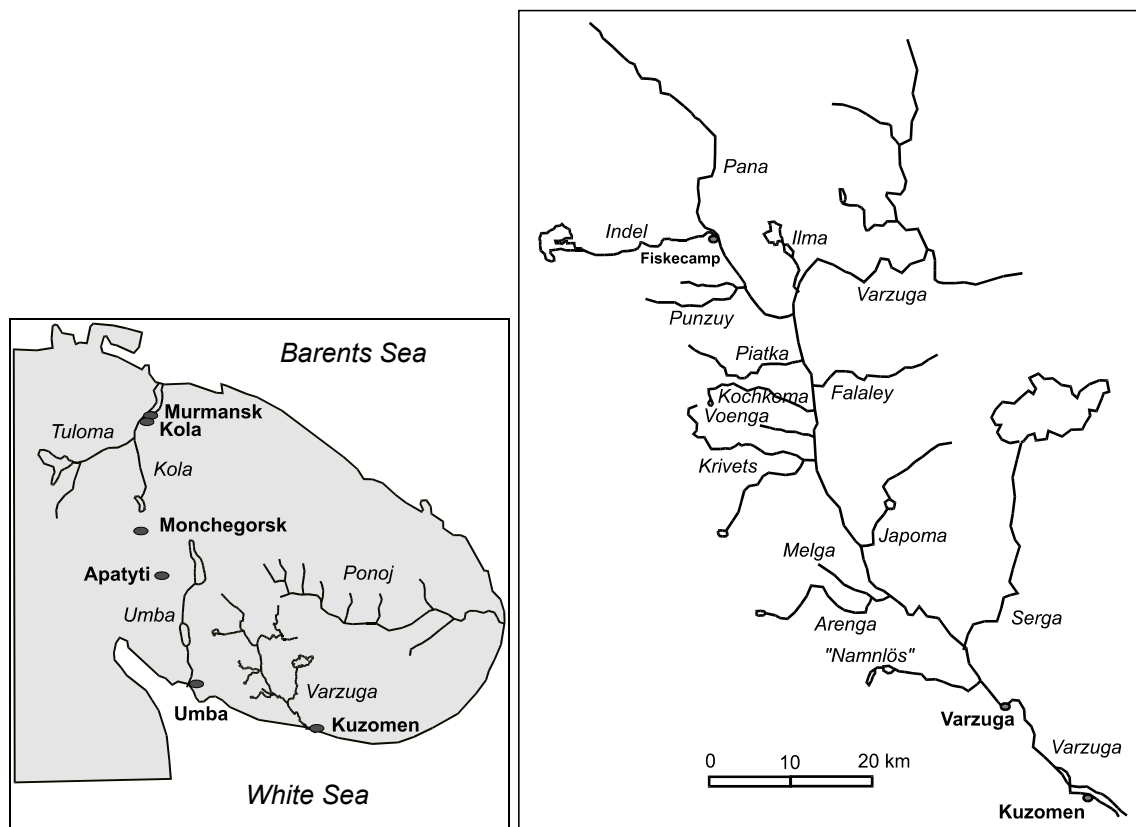 Barents Sea
Murmansk
Kola
Tuloma
Kola
Monchegorsk
Apatyti
Ponoj
Umba
Varzuga
Umba
Kuzomen
White Sea
Pana
Indel
Ilma
Fiskecamp
Varzuga
Punzuy
Piatka
Falaley
Kochkoma
Voenga
Krivets
Japoma
Melga
Arenga
Serga
"Namnlös"
Varzuga
Varzuga
0 10 20 km
Kuzomen